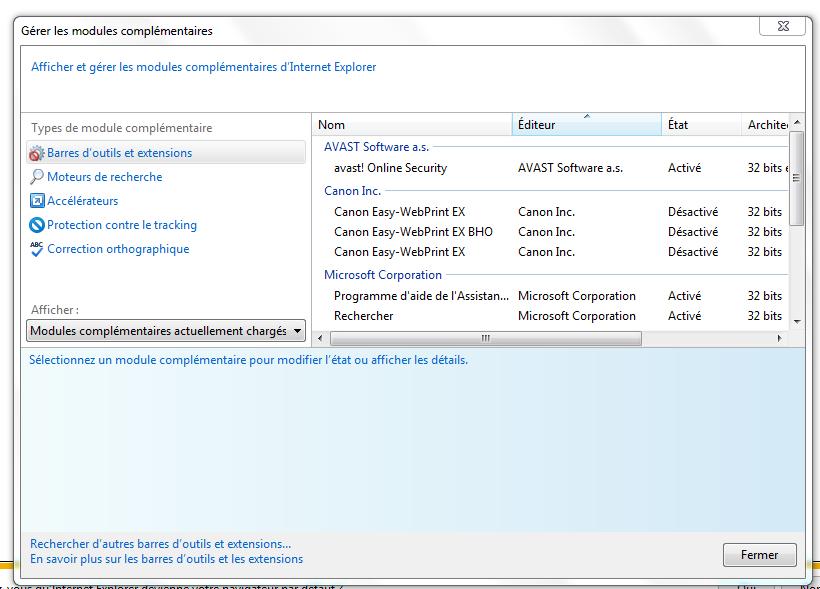 Gérer les modules complémentaires
Afficher et gérer les modules complémentaires d'Internet Explorer
Types de module complémentaire
Barres d'outils et extensions
Moteurs de recherche
Accélérateurs
Protection contre le tracking
ABC Correction orthographique
Afficher :
Modules complémentaires actuellement chargés
Nom Éditeur État Architec
AVAST Software a.s.
avast! Online Security AVAST Software a.s. Activé 32 bits e
Canon Inc.
Canon Easy-WebPrint EX Canon Inc. Désactivé 32 bits
Canon Easy-WebPrint EX BHO Canon Inc. Désactivé 32 bits
Canon Easy-WebPrint EX Canon Inc. Désactivé 32 bits
Microsoft Corporation
Programme d'aide de l'Assistan... Microsoft Corporation Activé 32 bits
Rechercher Microsoft Corporation Activé 32 bits
Sélectionnez un module complémentaire pour modifier l'état ou afficher les détails.
Rechercher d'autres barres d'outils et extensions...
En savoir plus sur les barres d'outils et les extensions
Fermer